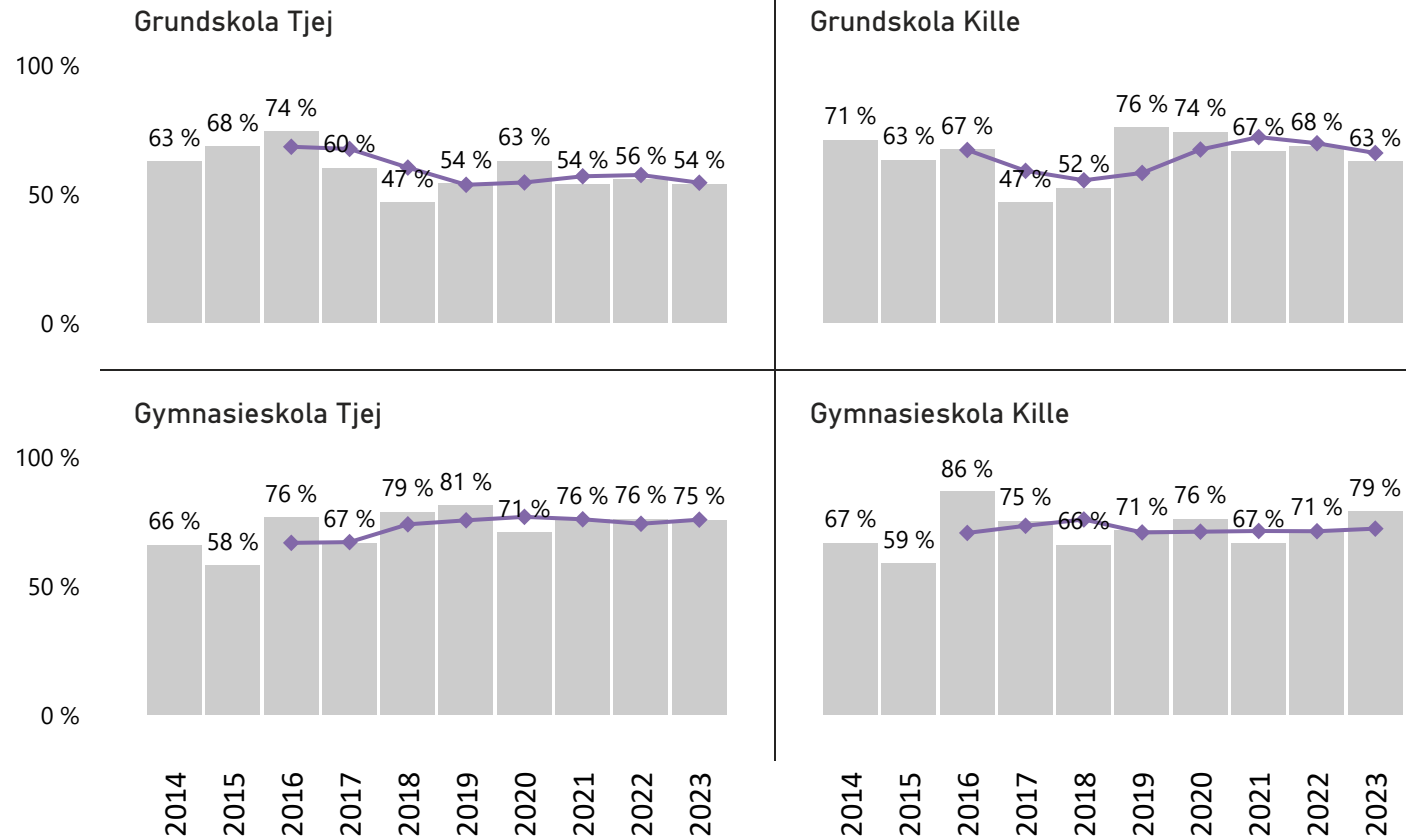 Grundskola Tjej
100 %
50 %
0 %
63 % 68 % 74 % 60 % 47 % 54 % 63 % 54 % 56 % 54 %
Grundskola Kille
71 % 63 % 67 % 47 % 52 % 76 % 74 % 67 % 68 % 63 %
Gymnasieskola Tjej
100 %
50 %
0 %
66 % 58 % 76 % 67 % 79 % 81 % 71 % 76 % 76 % 75 %
2014 2015 2016 2017 2018 2019 2020 2021 2022 2023
Gymnasieskola Kille
67 % 59 % 86 % 75 % 66 % 71 % 76 % 67 % 71 % 79 %
2014 2015 2016 2017 2018 2019 2020 2021 2022 2023